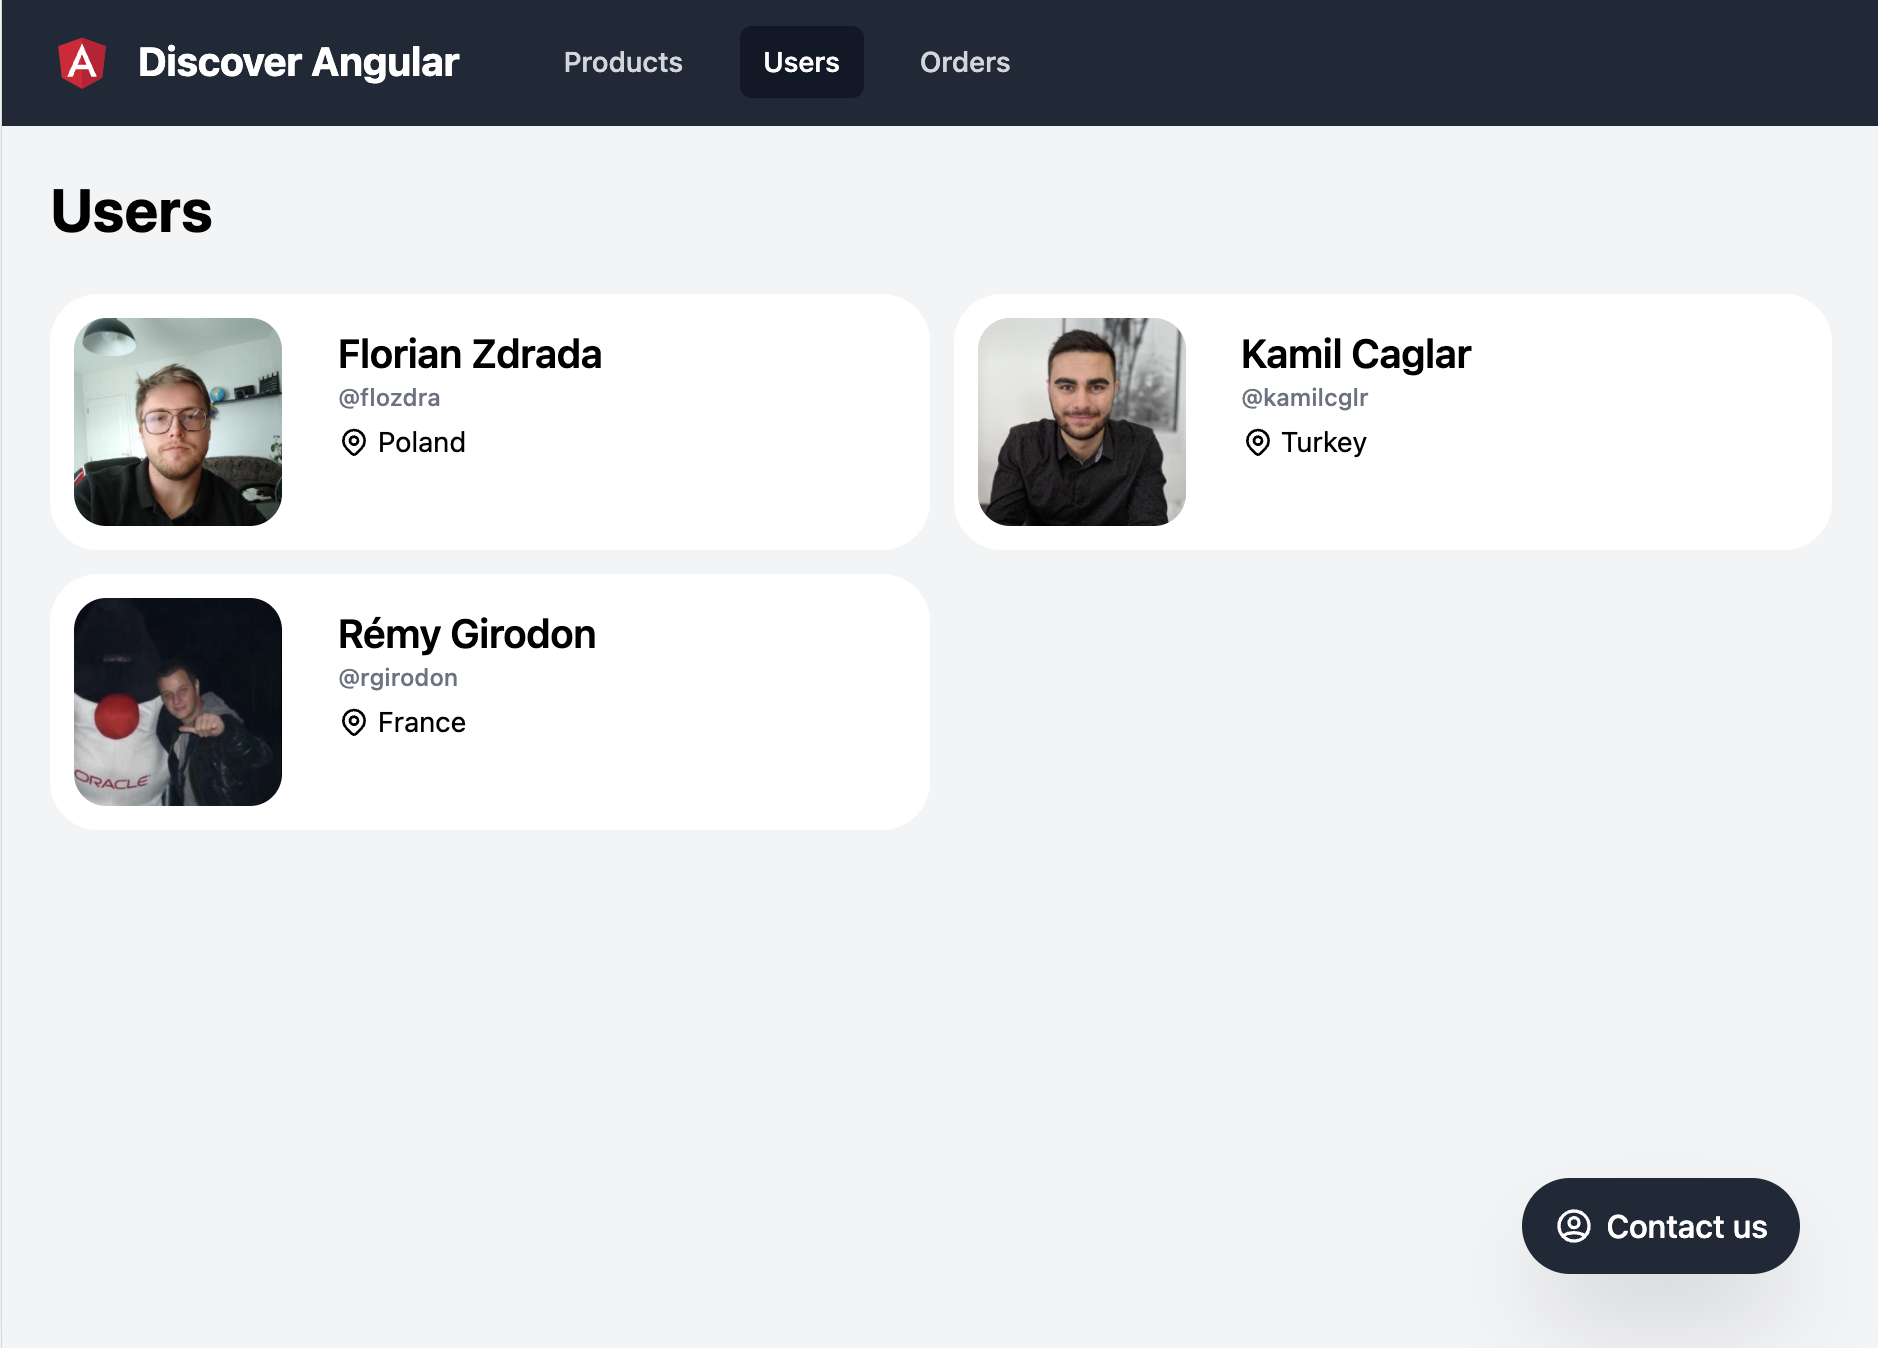 Discover Angular
Products
Users
Orders
Users
Florian Zdrada
@flozdra
Poland
Kamil Caglar
@kamilcglr
Turkey
ORACLE
Rémy Girodon
@rgirodon
France
Contact us